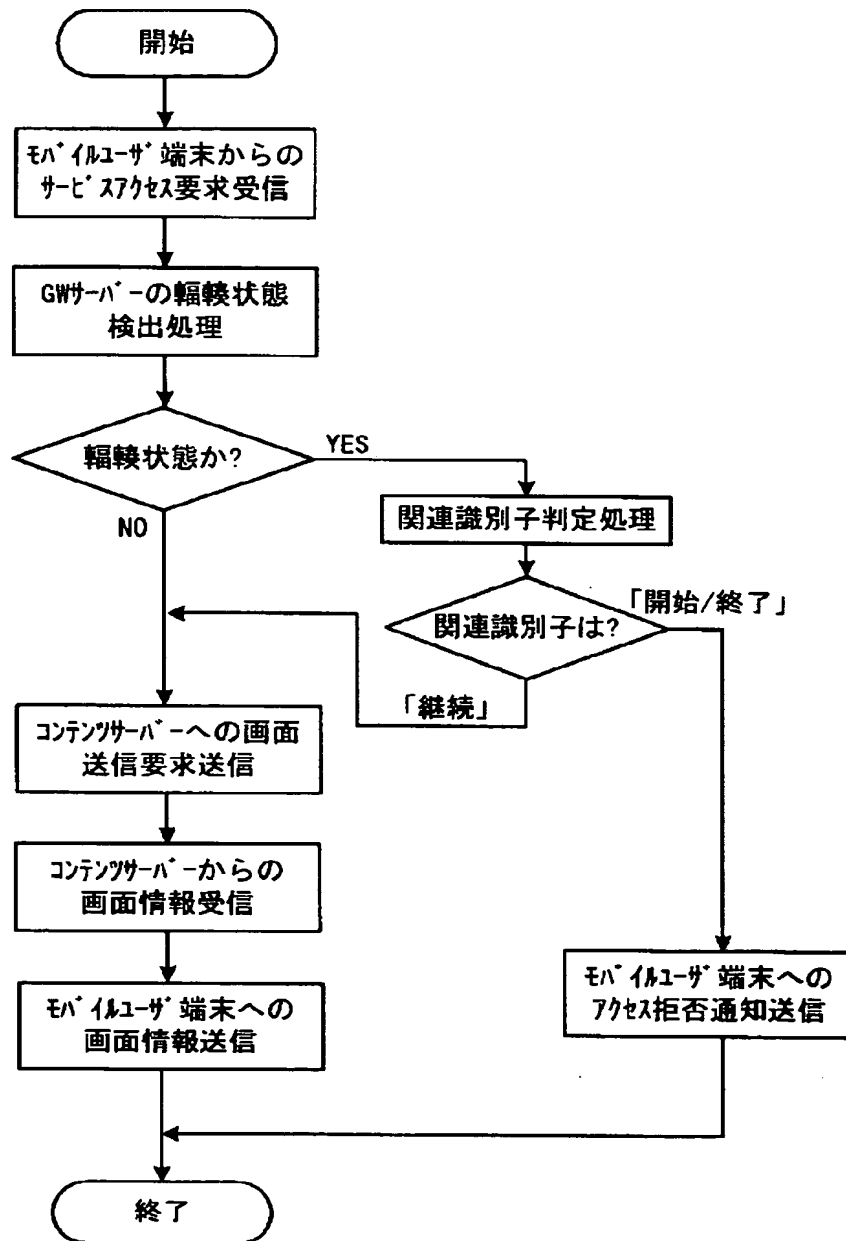 開始
ﾓﾊﾞｲﾙﾕｰｻﾞ端末からの
ｻｰﾋﾞｽｱｸｾｽ要求受信
GWｻｰﾊﾞｰの輻輳状態
検出処理
輻輳状態か?
YES
NO
関連識別子判定処理
関連識別子は?
「開始/終了」
「継続」
ｺﾝﾃﾝﾂｻｰﾊﾞｰへの画面
送信要求送信
ｺﾝﾃﾝﾂｻｰﾊﾞｰからの
画面情報受信
ﾓﾊﾞｲﾙﾕｰｻﾞ端末への
画面情報送信
ﾓﾊﾞｲﾙﾕｰｻﾞ端末への
ｱｸｾｽ拒否通知送信
終了